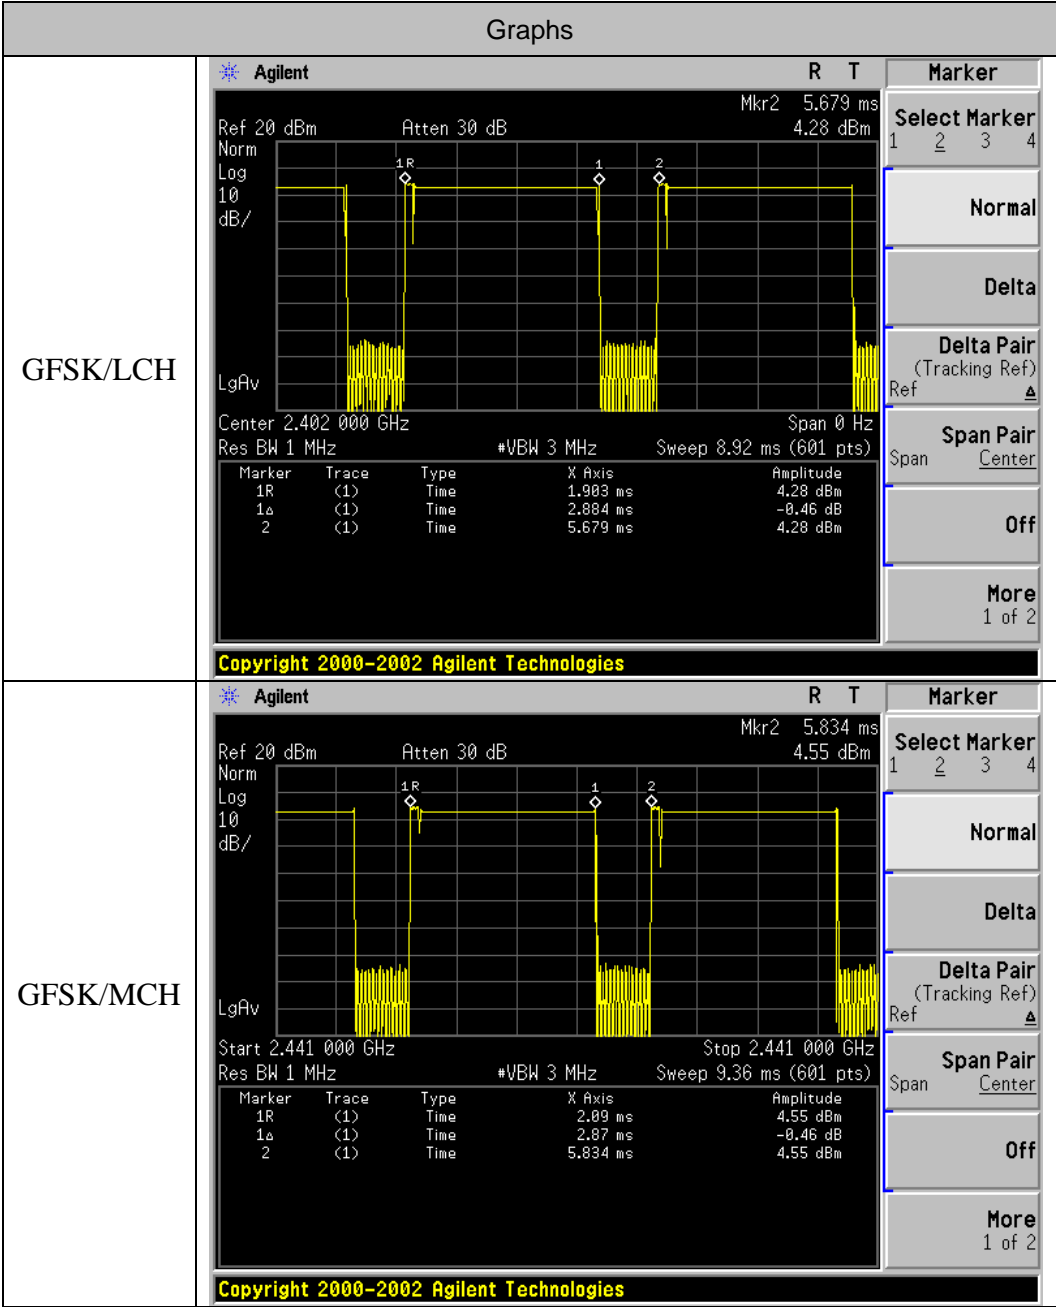 Graphs
GFSK/LCH
Agilent R T Marker
Mkr2 5.679 ms
Ref 20 dBm Atten 30 dB 4.28 dBm
Norm
Log
10
dB/
1R 1 2
LgAv
Center 2.402 000 GHz Span 0 Hz
Res BW 1 MHz #VBW 3 MHz Sweep 8.92 ms (601 pts)
Marker Trace Type X Axis Amplitude
1R (1) Time 1.903 ms 4.28 dBm
1Δ (1) Time 2.884 ms -0.46 dB
2 (1) Time 5.679 ms 4.28 dBm
Select Marker
1 2 3 4
Normal
Delta
Delta Pair
(Tracking Ref)
Ref Δ
Span Pair
Span Center
Off
More
1 of 2
Copyright 2000-2002 Agilent Technologies
GFSK/MCH
Agilent R T Marker
Mkr2 5.834 ms
Ref 20 dBm Atten 30 dB 4.55 dBm
Norm
Log
10
dB/
1R 1 2
LgAv
Start 2.441 000 GHz Stop 2.441 000 GHz
Res BW 1 MHz #VBW 3 MHz Sweep 9.36 ms (601 pts)
Marker Trace Type X Axis Amplitude
1R (1) Time 2.09 ms 4.55 dBm
1Δ (1) Time 2.87 ms -0.46 dB
2 (1) Time 5.834 ms 4.55 dBm
Select Marker
1 2 3 4
Normal
Delta
Delta Pair
(Tracking Ref)
Ref Δ
Span Pair
Span Center
Off
More
1 of 2
Copyright 2000-2002 Agilent Technologies